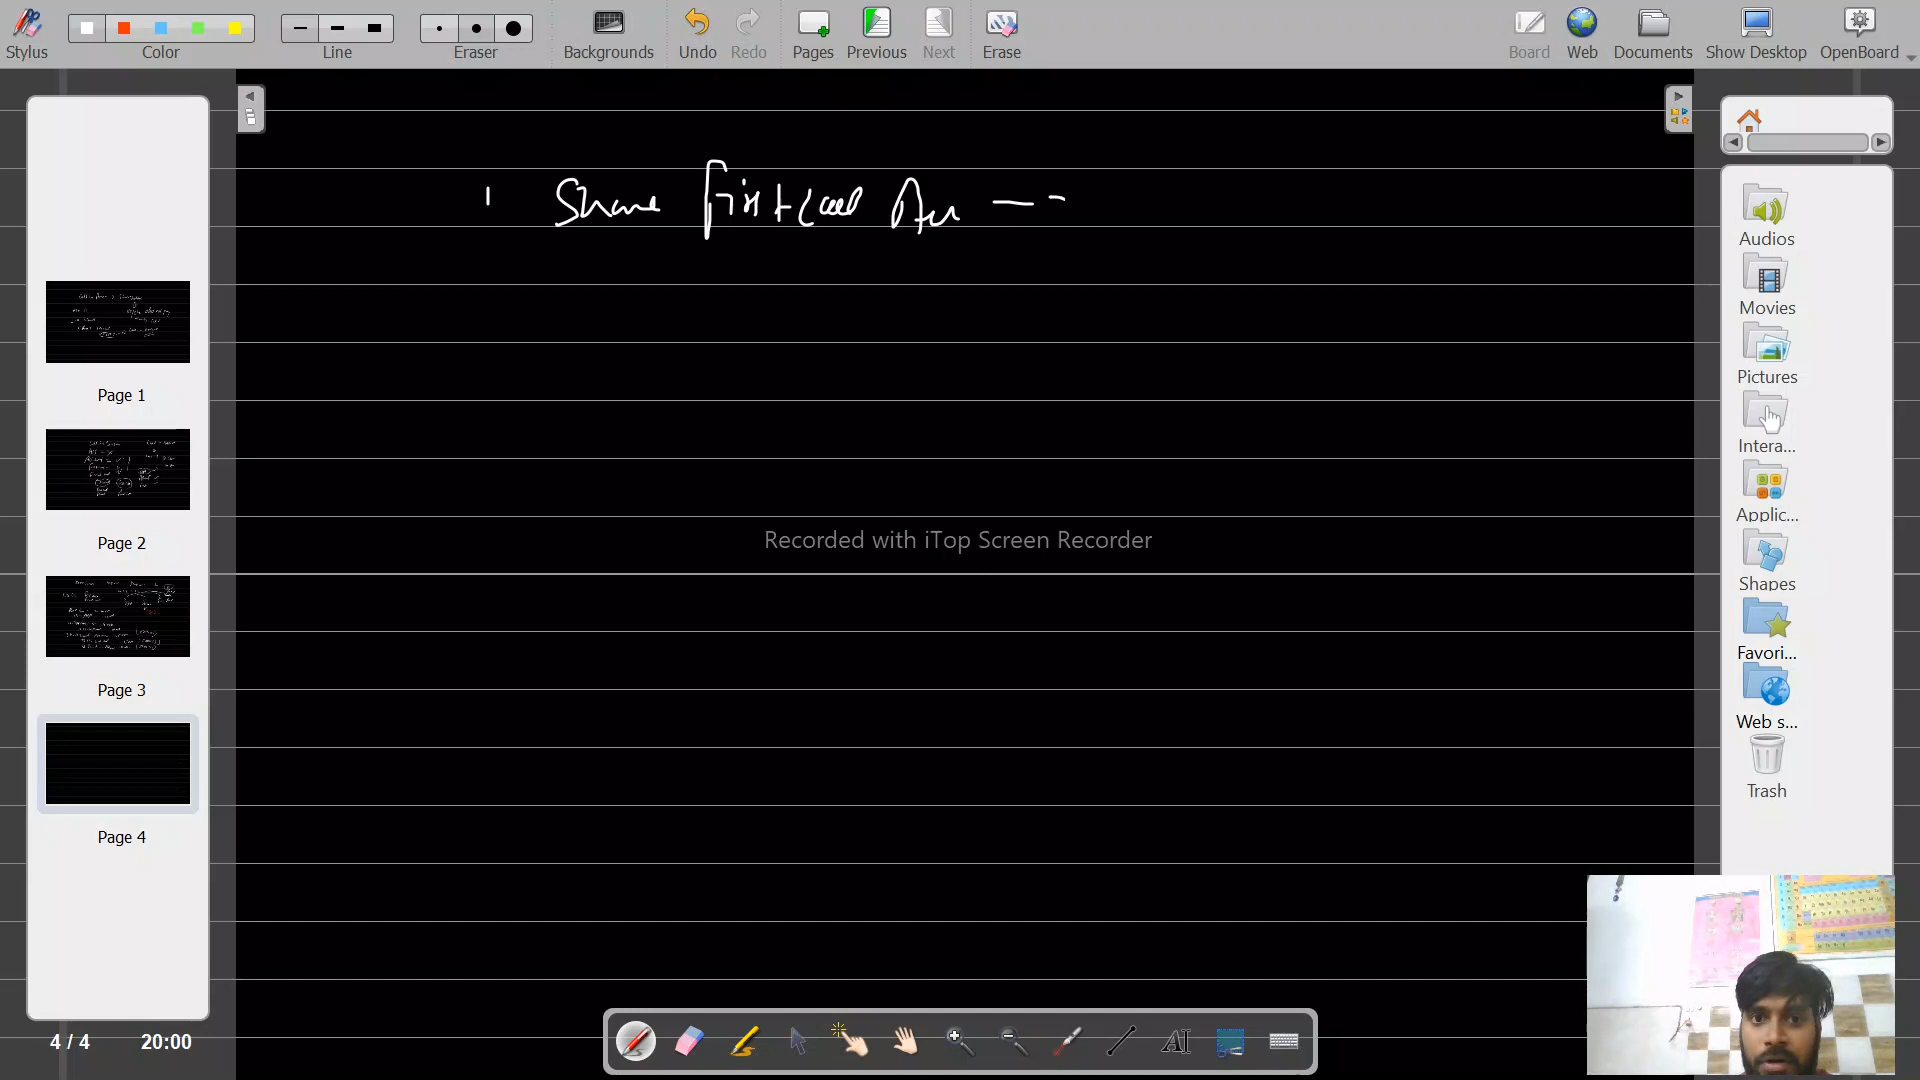 Stylus Color Line Eraser Backgrounds Undo Redo Pages Previous Next Erase Board Web Documents Show Desktop OpenBoard
1 Share First Call
Audios
Movies
Pictures
Intera...
Applic...
Shapes
Favori...
Web s...
Trash
Recorded with iTop Screen Recorder
Page 1
Page 2
Page 3
Page 4
4 / 4 20:00